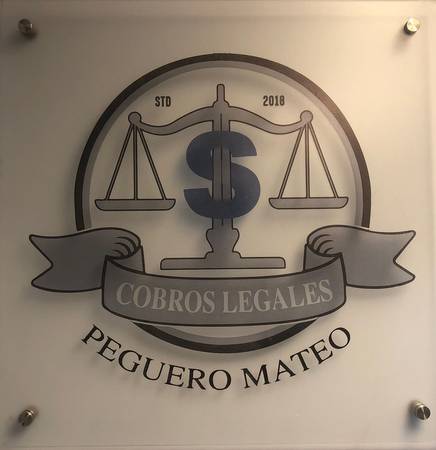 STD 2018
$
COBROS LEGALES
PEGUERO MATEO